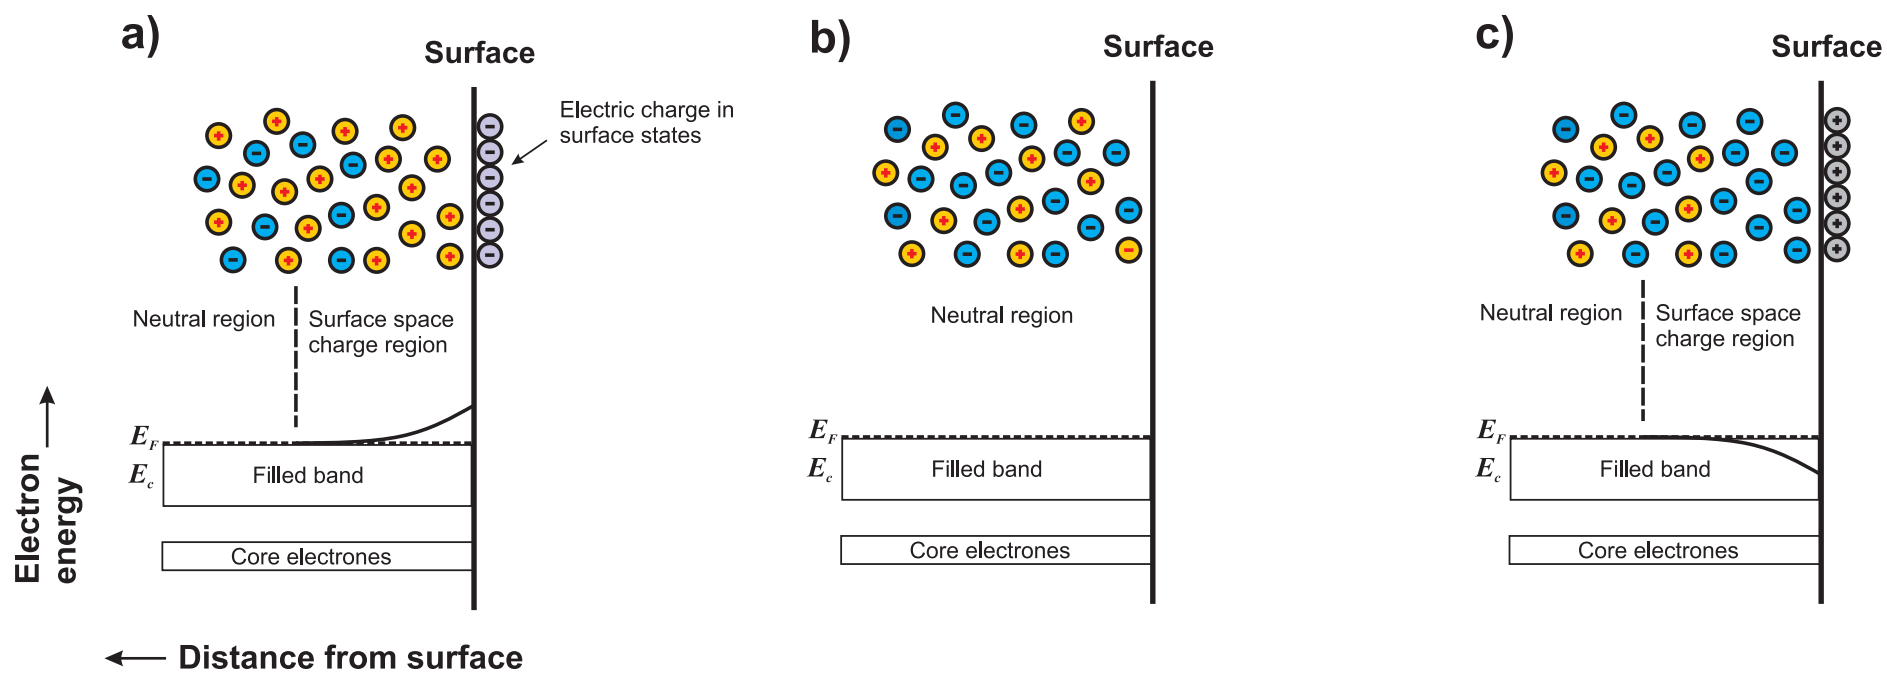 a)
Surface
Electric charge in
surface states
Neutral region
Surface space
charge region
E_F
E_c
Filled band
Core electrones
Electron
energy
Distance from surface
b)
Surface
Neutral region
E_F
E_c
Filled band
Core electrones
c)
Surface
Neutral region
Surface space
charge region
E_F
E_c
Filled band
Core electrones